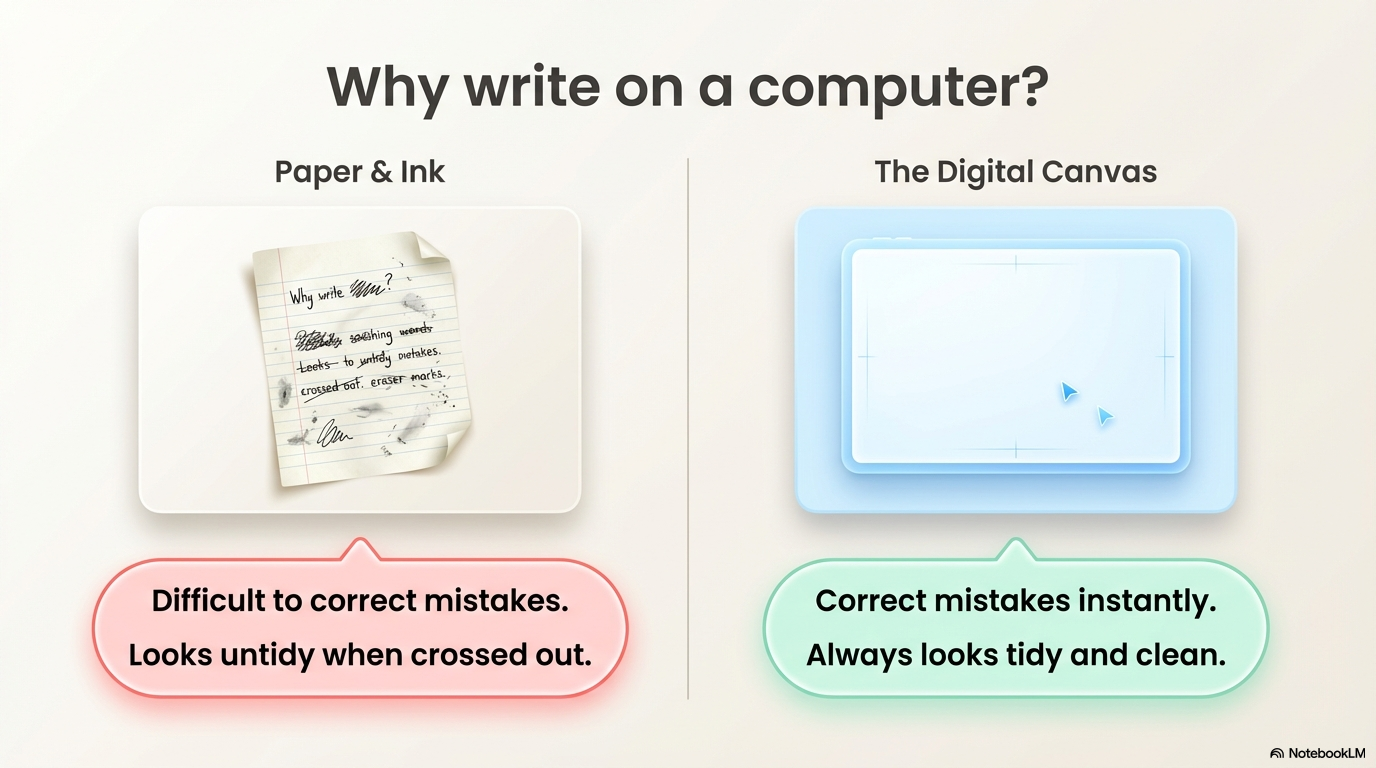 Why write on a computer?
Paper & Ink
Why write ?
words
Looks to untidy
crossed out. eraser marks.
Difficult to correct mistakes.
Looks untidy when crossed out.
The Digital Canvas
Correct mistakes instantly.
Always looks tidy and clean.
NotebookLM